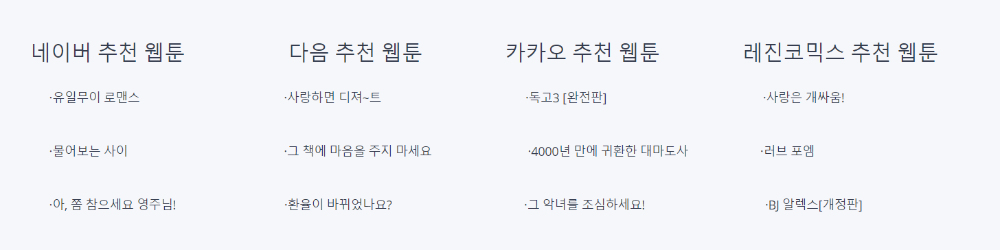 네이버 추천 웹툰
·유일무이 로맨스
·물어보는 사이
·아, 쫌 참으세요 영주님!
다음 추천 웹툰
·사랑하면 디져~트
·그 책에 마음을 주지 마세요
·환율이 바뀌었나요?
카카오 추천 웹툰
·독고3 [완전판]
·4000년 만에 귀환한 대마도사
·그 악녀를 조심하세요!
레진코믹스 추천 웹툰
·사랑은 개싸움!
·러브 포엠
·BJ 알렉스[개정판]